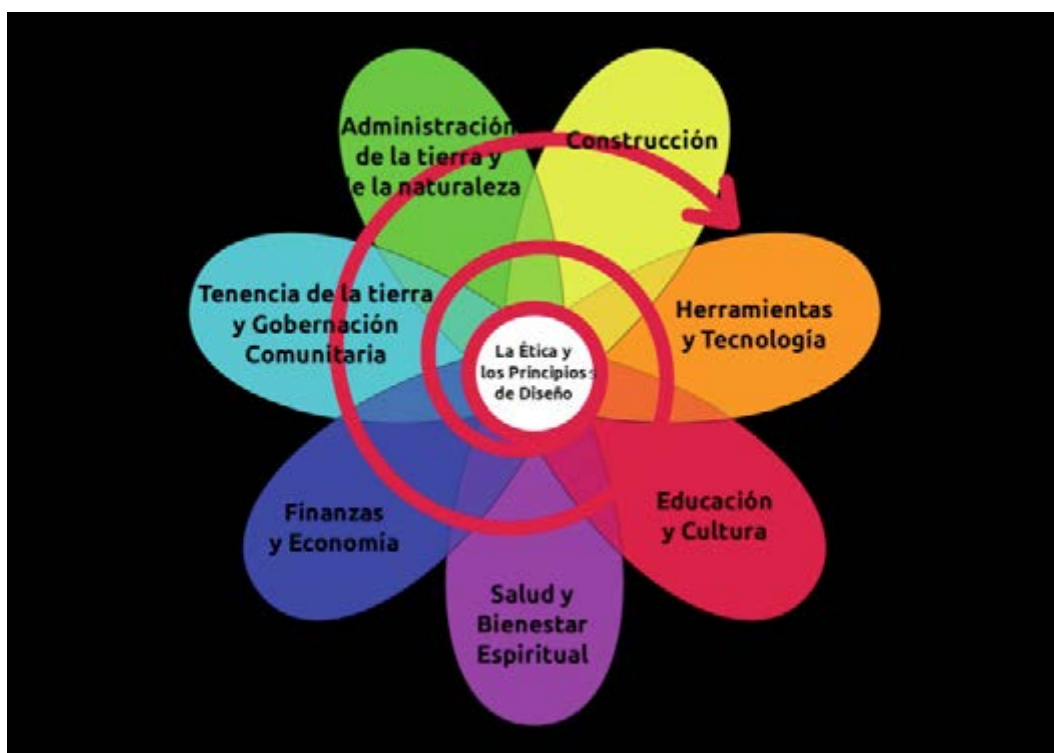 Administración
de la tierra y
de la naturaleza
Construcción
Tenencia de la tierra
y Gobernación
Comunitaria
Herramientas
y Tecnología
La Ética y
los Principios
de Diseño
Finanzas
y Economía
Educación
y Cultura
Salud y
Bienestar
Espiritual